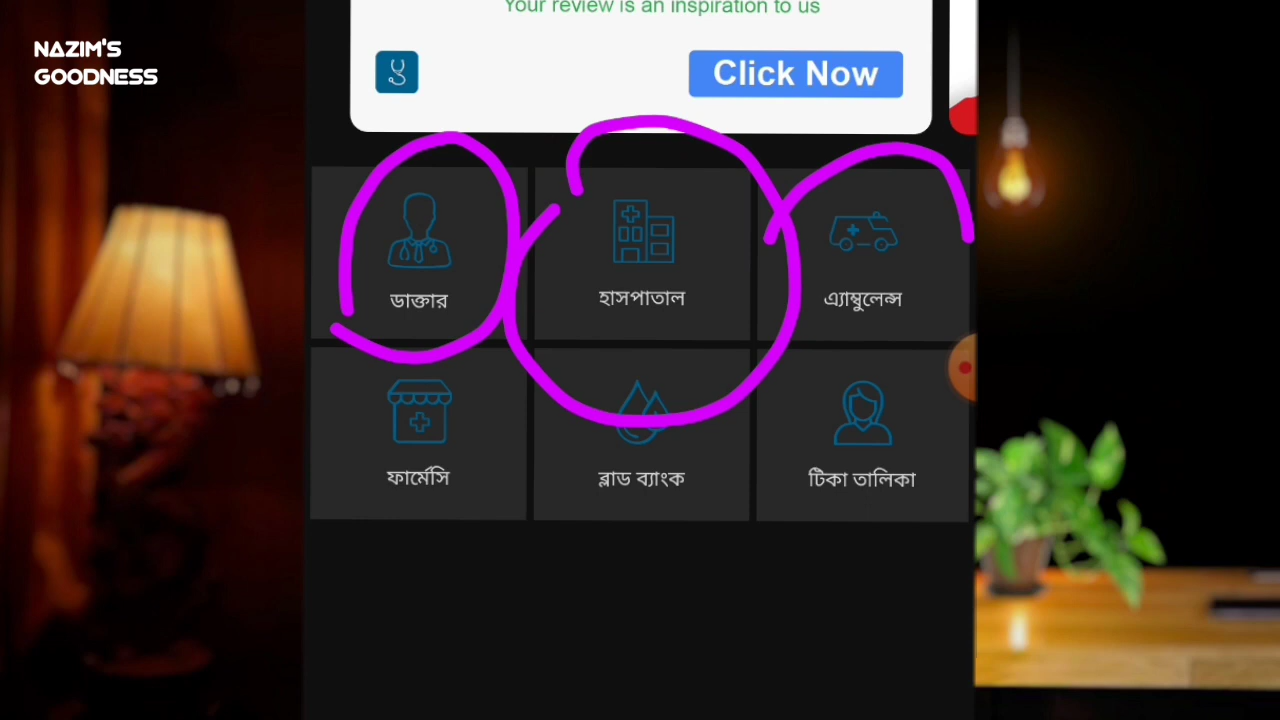 NAZIM'S
GOODNESS
Your review is an inspiration to us
Click Now
ডাক্তার
হাসপাতাল
এ্যাম্বুলেন্স
ফার্মেসি
ব্লাড ব্যাংক
টিকা তালিকা